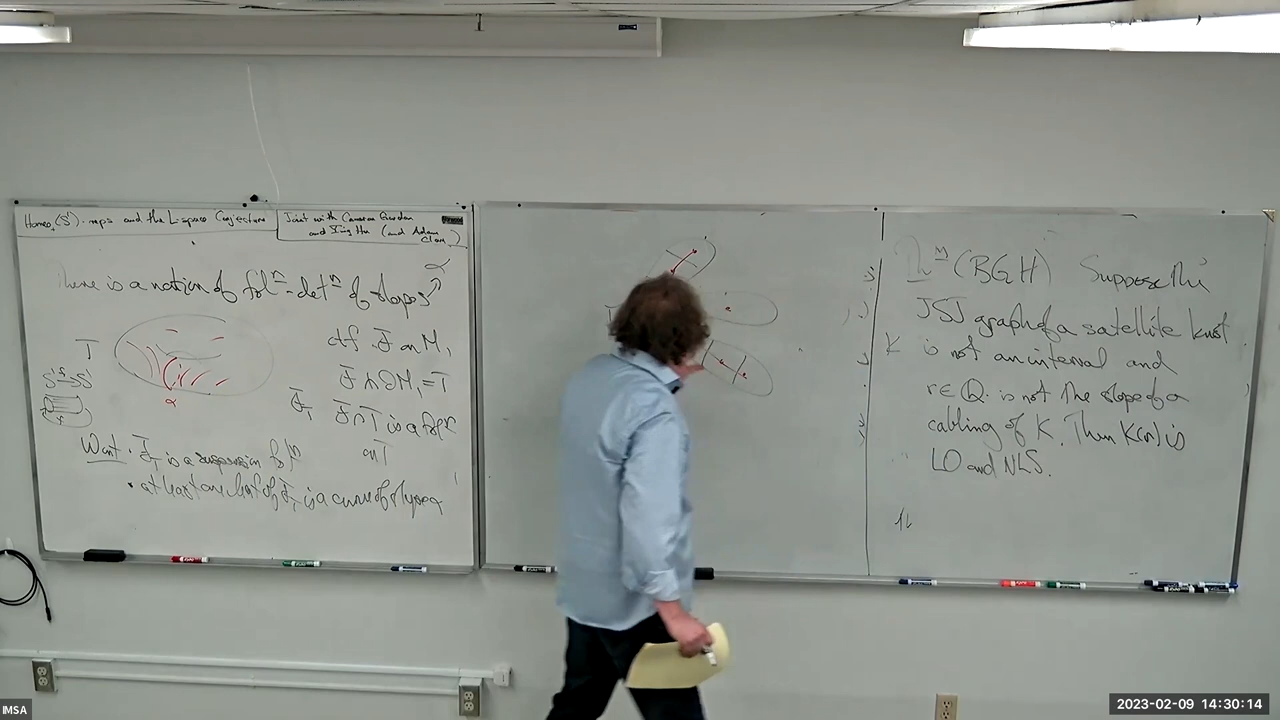 Homeo₊(S¹)-reps and the L-space Conjecture
Joint with Cameron Gordon
and Ying Hu (and Adam
Clay)
There is a notion of fol^n-det^n of slopes α
T
α
S¹ → S¹
∃ F on M,
F ⋔ ∂M, = T
F ∩ T is a
on T
Want · F_T is a suspension fol^n
· at least one leaf of F_T is a curve of slope α
Th^m (BGH) Suppose the
JSJ graph of a satellite knot
K is not an interval and
r ∈ Q is not the slope of a
cabling of K. Then K(r) is
LO and NLS.
IMSA
2023-02-09 14:30:14